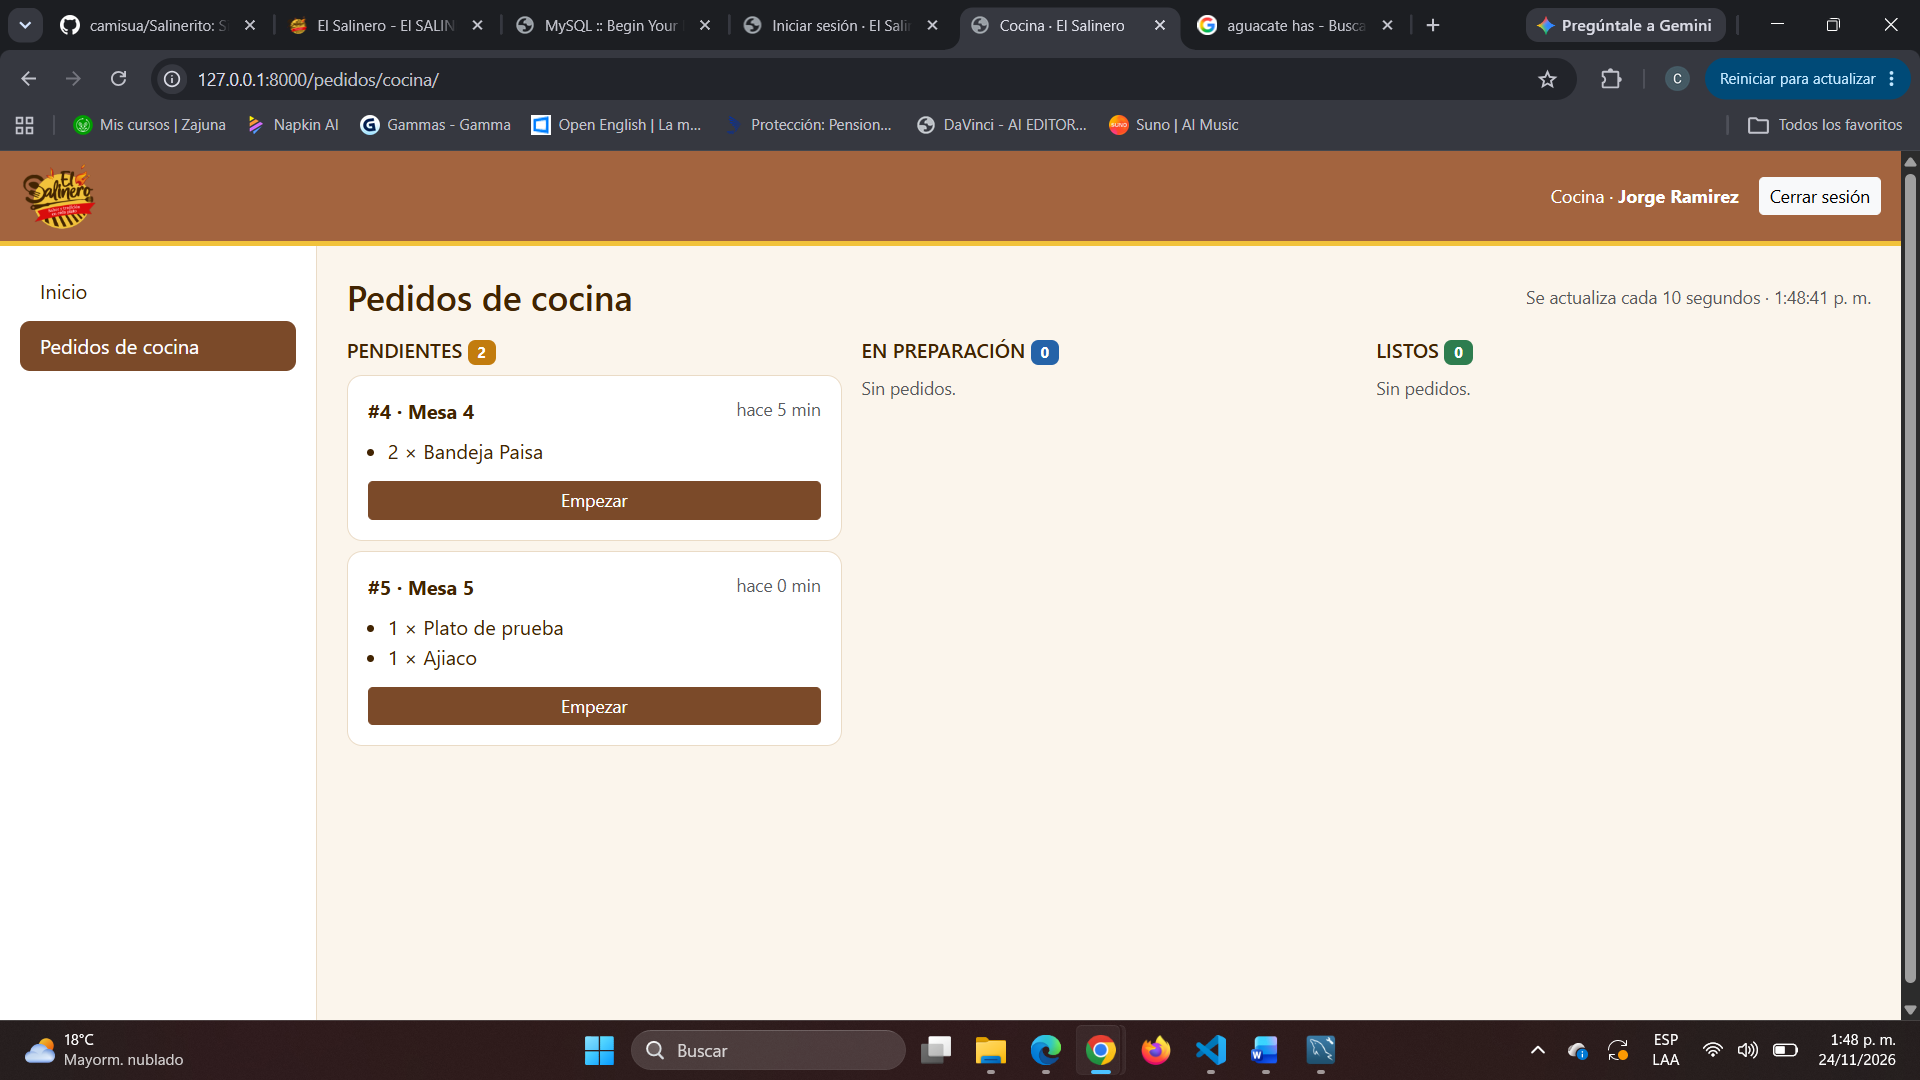 camisua/Salinerito: S
El Salinero - El SALIN
MySQL :: Begin Your
Iniciar sesión · El Salin
Cocina · El Salinero
aguacate has - Busca
Pregúntale a Gemini
127.0.0.1:8000/pedidos/cocina/
C
Reiniciar para actualizar
Mis cursos | Zajuna
Napkin AI
Gammas - Gamma
Open English | La m...
Protección: Pension...
DaVinci - AI EDITOR...
Suno | AI Music
Todos los favoritos
El Salinero
Cocina · Jorge Ramirez
Cerrar sesión
Inicio
Pedidos de cocina
Pedidos de cocina
Se actualiza cada 10 segundos · 1:48:41 p. m.
PENDIENTES 2
#4 · Mesa 4
hace 5 min
2 × Bandeja Paisa
Empezar
#5 · Mesa 5
hace 0 min
1 × Plato de prueba
1 × Ajiaco
Empezar
EN PREPARACIÓN 0
Sin pedidos.
LISTOS 0
Sin pedidos.
18°C
Mayorm. nublado
Buscar
ESP
LAA
1:48 p. m.
24/11/2026